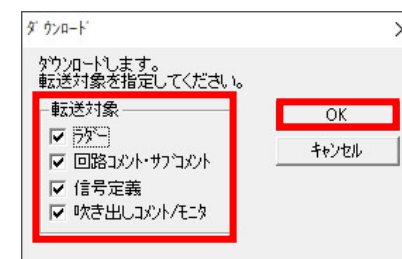 ﾀﾞｳﾝﾛｰﾄﾞ
ﾀﾞｳﾝﾛｰﾄﾞします。
転送対象を指定してください。
転送対象
ﾗﾀﾞｰ
回路ｺﾒﾝﾄ・ｻﾌﾞｺﾒﾝﾄ
信号定義
吹き出しｺﾒﾝﾄ/ﾓﾆﾀ
OK
ｷｬﾝｾﾙ